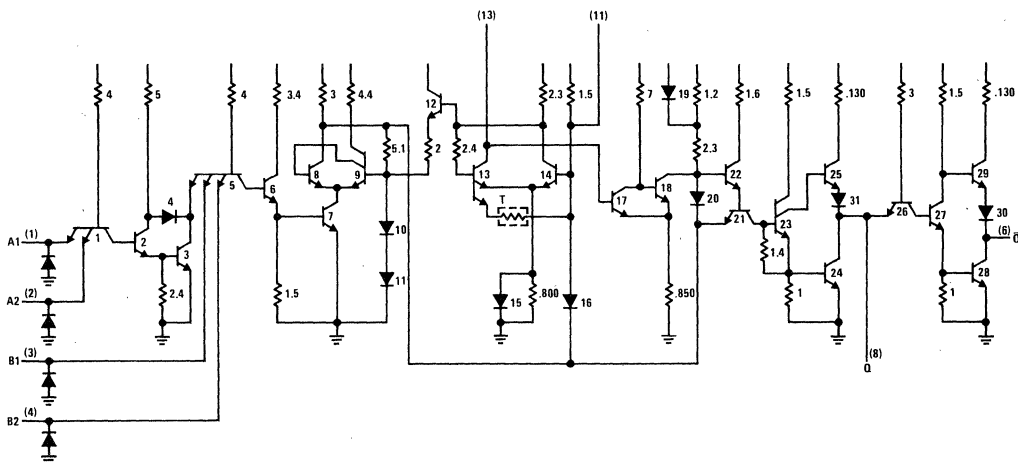 (13) (11)
4 5 4 3.4 3 4.4 12 2.3 1.5 7 19 1.2 1.6 1.5 .130 3 1.5 .130
5.1 2 2.4 2.3
8 9 13 14 18 22 25 29
4 5 6 T 17 20 31
A1 (1) 1 2 3 7 10 21 23 26 27 30 (6) Q̄
1.4 24 28
A2 (2) 2.4 1.5 11 15 .800 16 .850 1 1
B1 (3) (8)
Q
B2 (4)